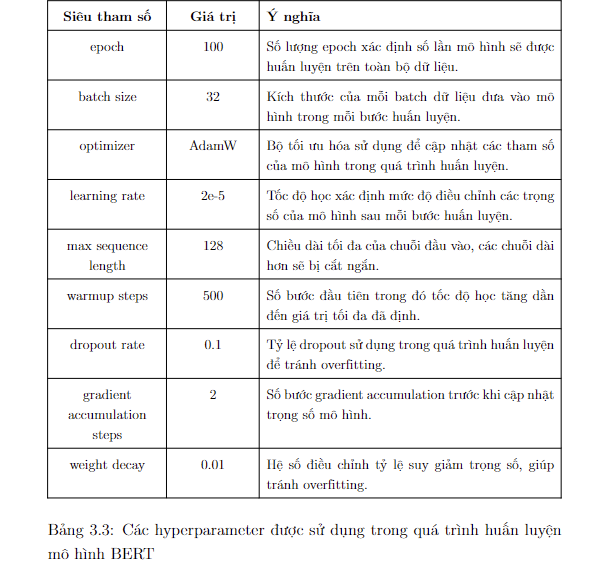 Siêu tham số Giá trị Ý nghĩa
epoch 100 Số lượng epoch xác định số lần mô hình sẽ được
huấn luyện trên toàn bộ dữ liệu.
batch size 32 Kích thước của mỗi batch dữ liệu đưa vào mô
hình trong mỗi bước huấn luyện.
optimizer AdamW Bộ tối ưu hóa sử dụng để cập nhật các tham số
của mô hình trong quá trình huấn luyện.
learning rate 2e-5 Tốc độ học xác định mức độ điều chỉnh các trọng
số của mô hình sau mỗi bước huấn luyện.
max sequence 128 Chiều dài tối đa của chuỗi đầu vào, các chuỗi dài
length hơn sẽ bị cắt ngắn.
warmup steps 500 Số bước đầu tiên trong đó tốc độ học tăng dần
đến giá trị tối đa đã định.
dropout rate 0.1 Tỷ lệ dropout sử dụng trong quá trình huấn luyện
để tránh overfitting.
gradient 2 Số bước gradient accumulation trước khi cập nhật
accumulation trọng số mô hình.
steps
weight decay 0.01 Hệ số điều chỉnh tỷ lệ suy giảm trọng số, giúp
tránh overfitting.
Bảng 3.3: Các hyperparameter được sử dụng trong quá trình huấn luyện
mô hình BERT